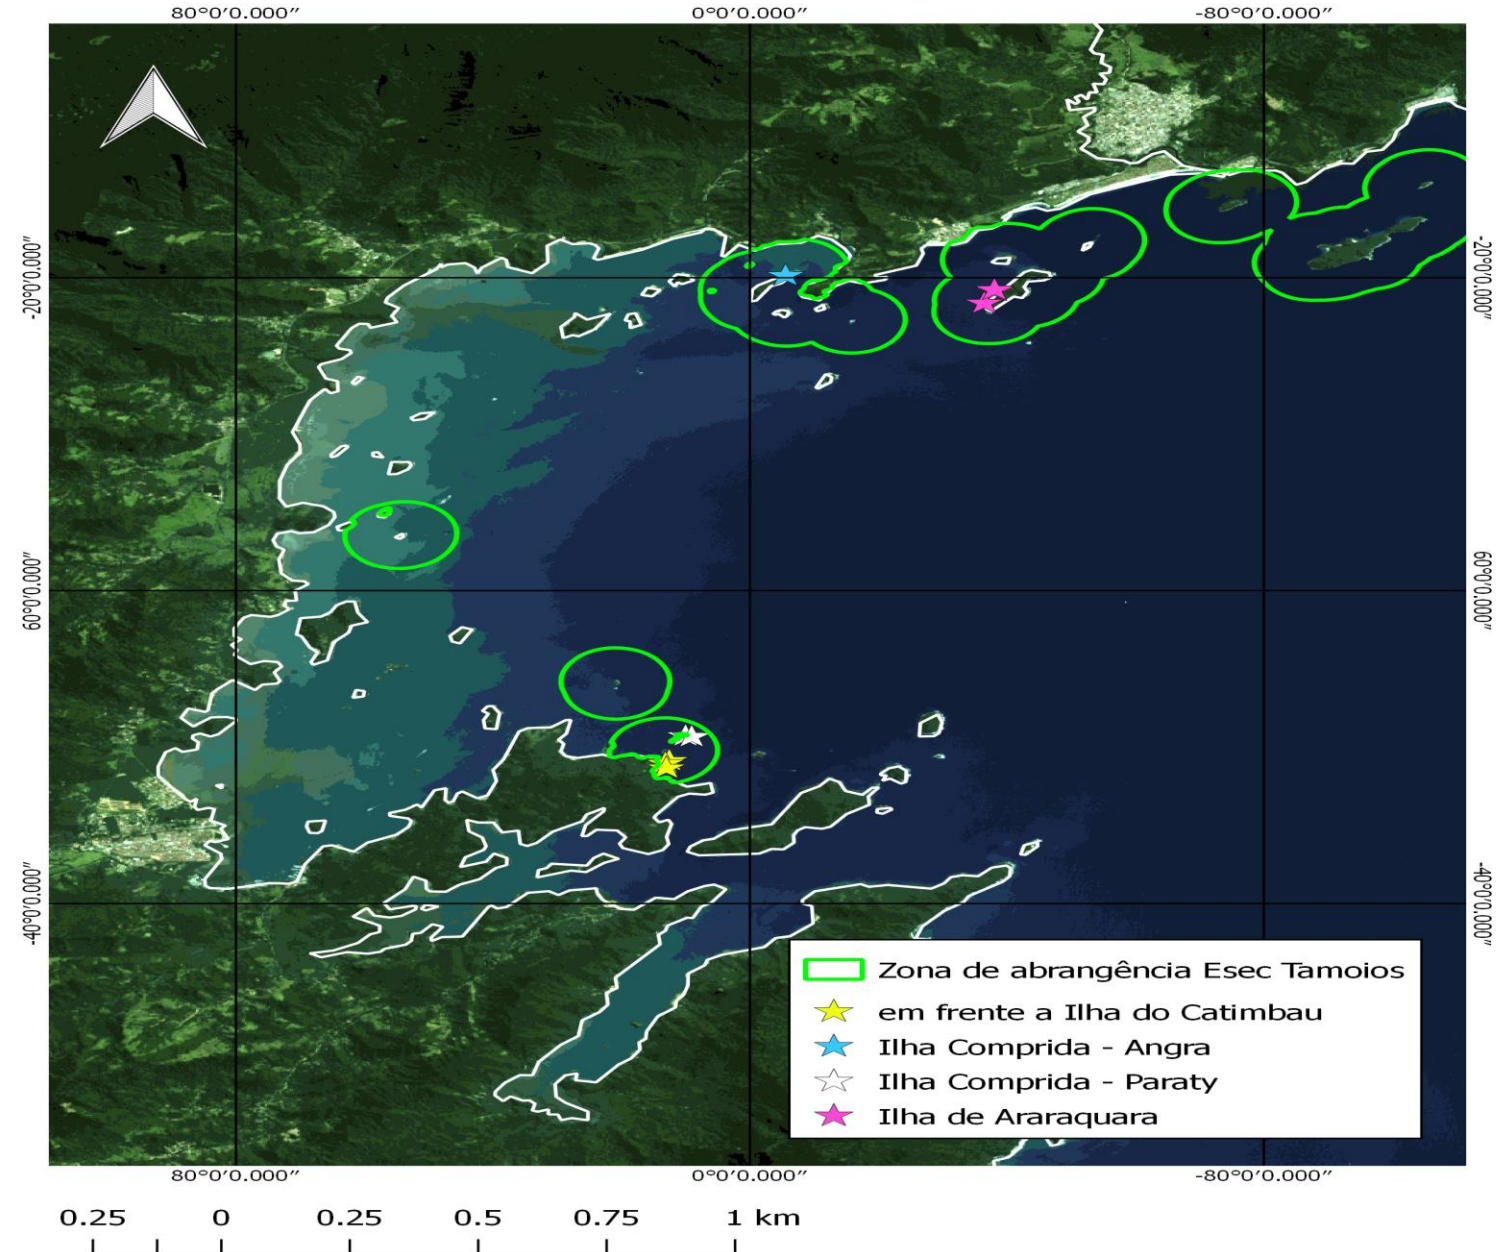 80°0′0.000″ 0°0′0.000″ -80°0′0.000″
-20°0′0.000″ -20°0′0.000″
60°0′0.000″ 60°0′0.000″
-40°0′0.000″ -40°0′0.000″
Zona de abrangência Esec Tamoios
em frente a Ilha do Catimbau
Ilha Comprida - Angra
Ilha Comprida - Paraty
Ilha de Araraquara
80°0′0.000″ 0°0′0.000″ -80°0′0.000″
0.25 0 0.25 0.5 0.75 1 km